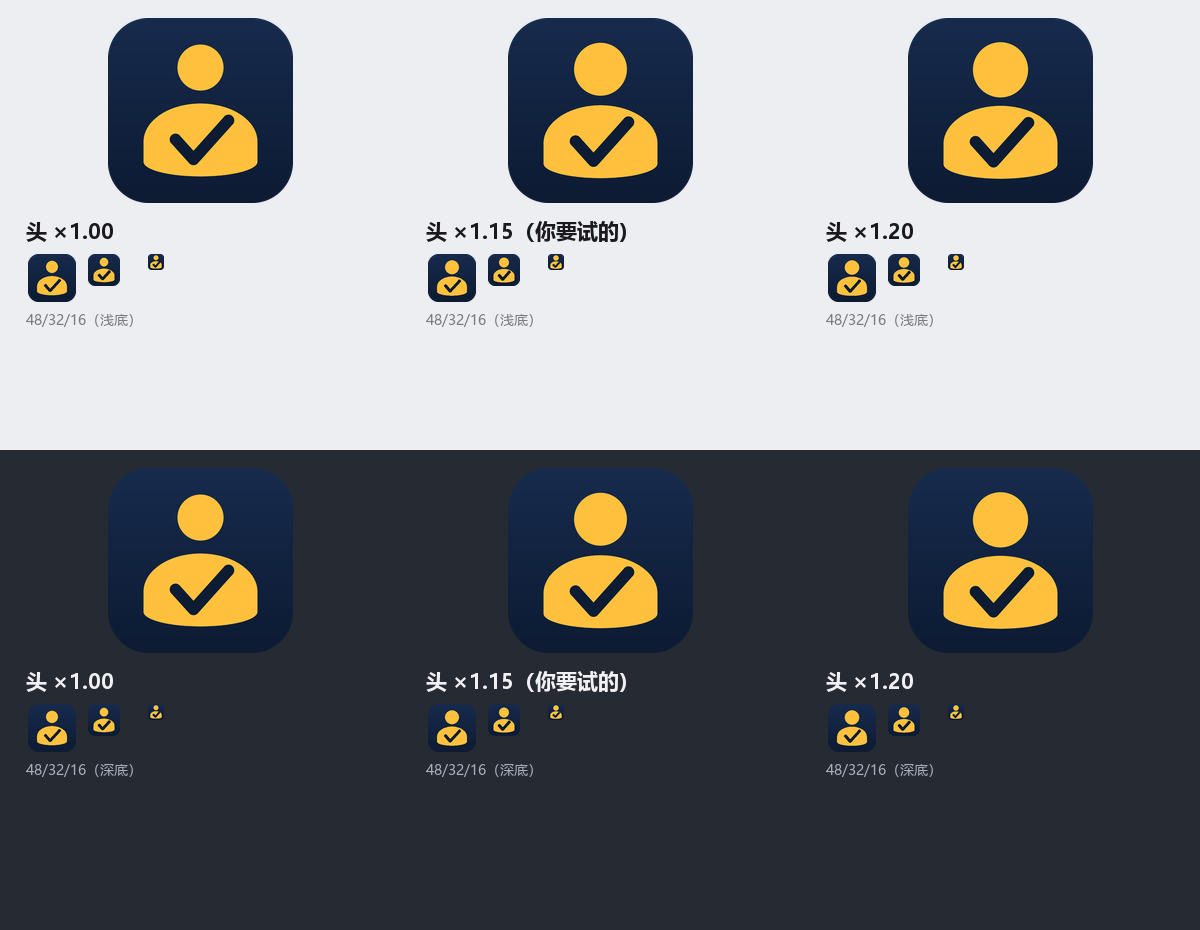 头 ×1.00
头 ×1.15（你要试的）
头 ×1.20
48/32/16（浅底）
48/32/16（浅底）
48/32/16（浅底）
头 ×1.00
头 ×1.15（你要试的）
头 ×1.20
48/32/16（深底）
48/32/16（深底）
48/32/16（深底）